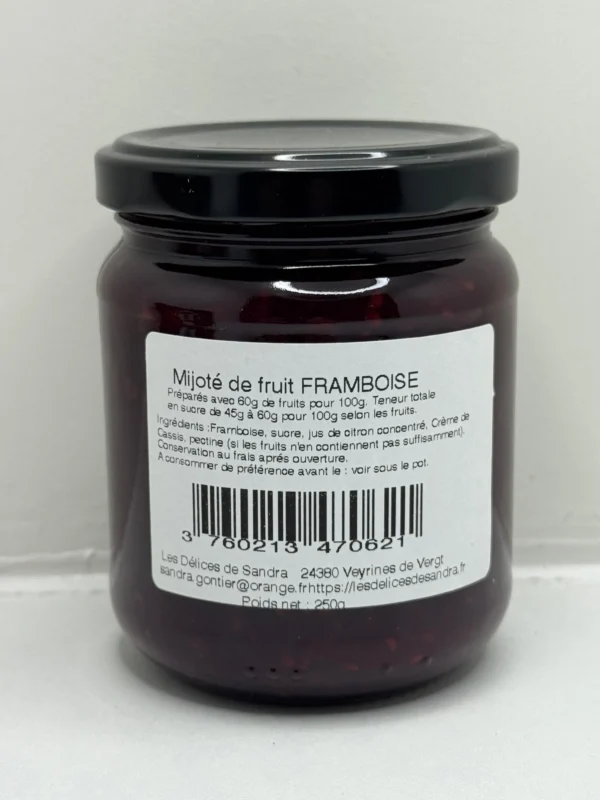 Mijoté de fruit FRAMBOISE
Préparés avec 60g de fruits pour 100g. Teneur totale
en sucre de 45g à 60g pour 100g selon les fruits.
Ingrédients :Framboise, sucre, jus de citron concentré, Crème de
Cassis, pectine (si les fruits n'en contiennent pas suffisamment).
Conservation au frais aprés ouverture.
A consommer de préférence avant le : voir sous le pot.
3 760213 470621
Les Délices de Sandra 24380 Veyrines de Vergt
sandra.gontier@orange.frhttps://lesdelicesdesandra.fr
Poids net : 250g